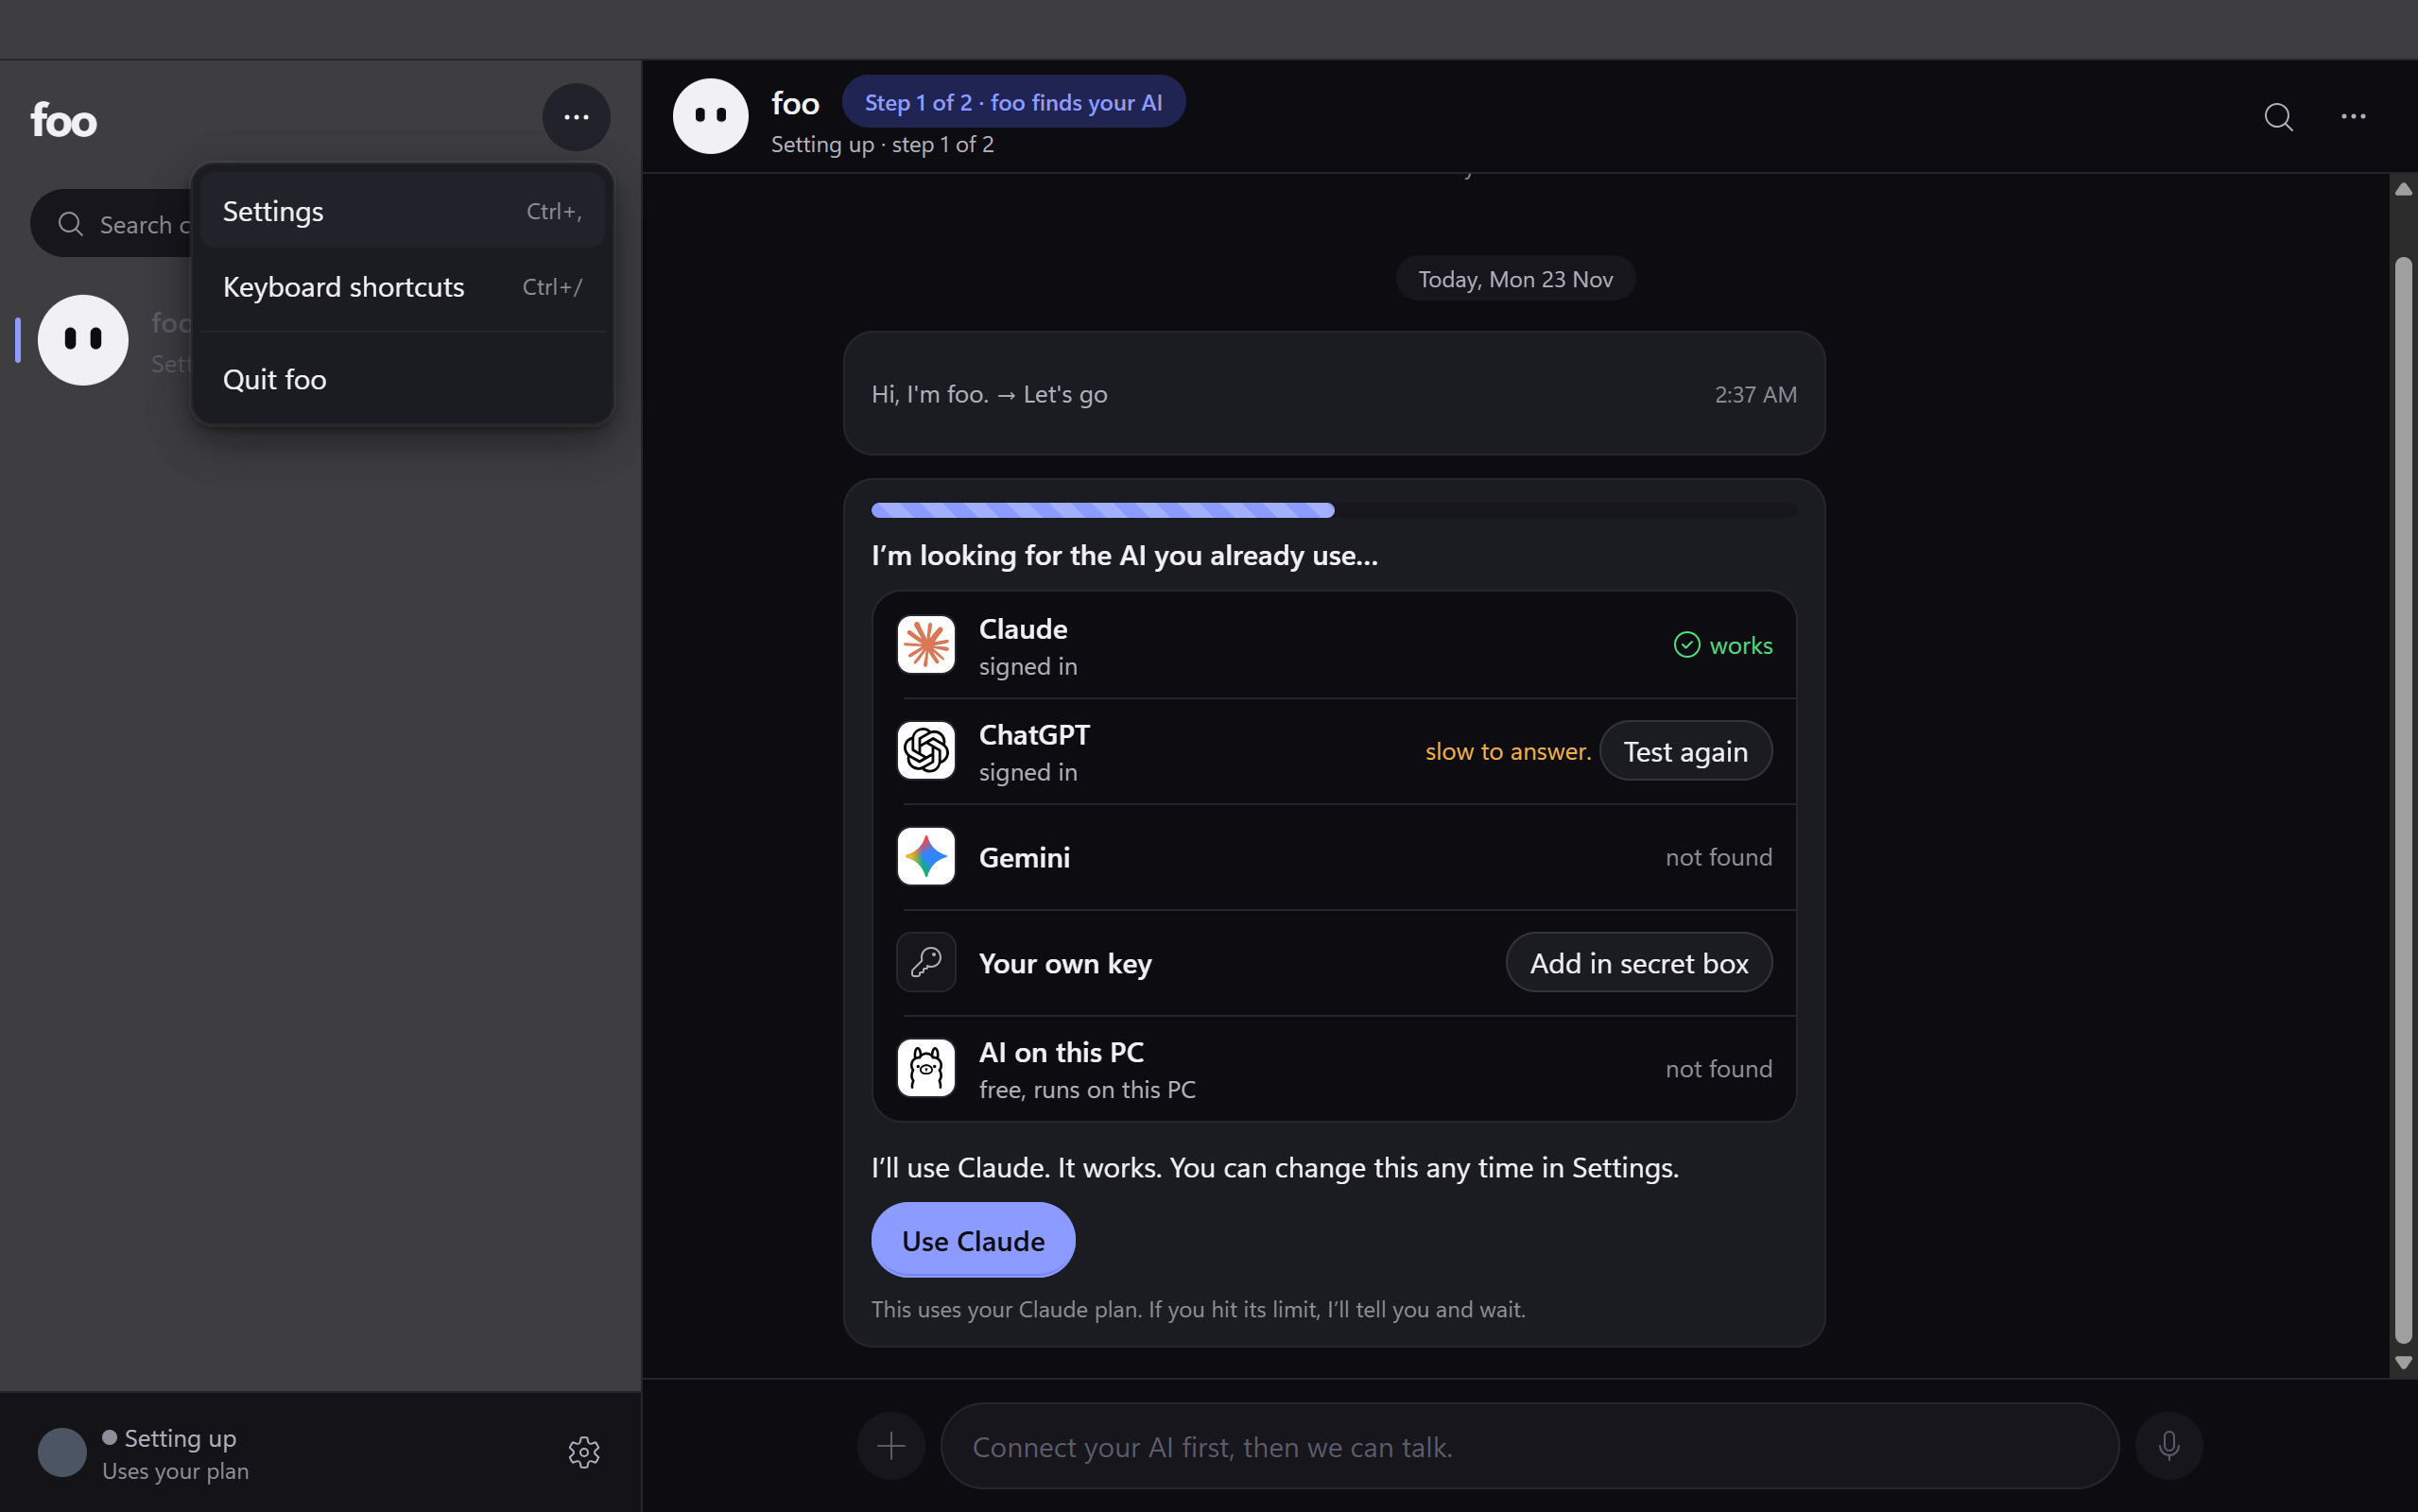 foo
Search
Settings Ctrl+,
Keyboard shortcuts Ctrl+/
Quit foo
Setting up
Uses your plan
foo
Step 1 of 2 · foo finds your AI
Setting up · step 1 of 2
Today, Mon 23 Nov
Hi, I'm foo. → Let's go 2:37 AM
I’m looking for the AI you already use...
Claude
signed in
works
ChatGPT
signed in
slow to answer. Test again
Gemini
not found
Your own key
Add in secret box
AI on this PC
free, runs on this PC
not found
I’ll use Claude. It works. You can change this any time in Settings.
Use Claude
This uses your Claude plan. If you hit its limit, I’ll tell you and wait.
Connect your AI first, then we can talk.